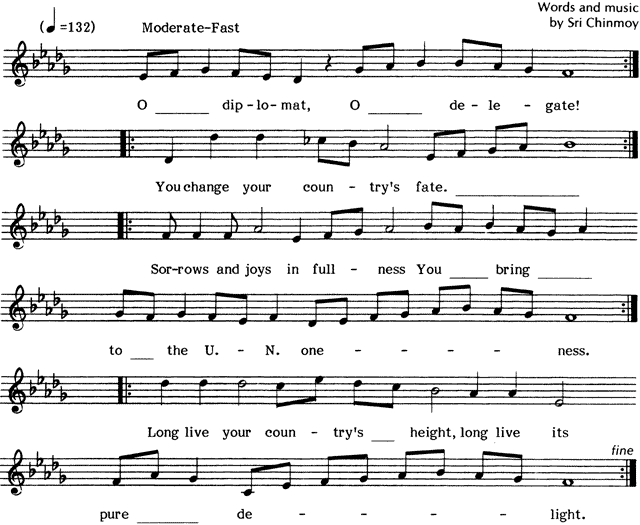 (♩=132) Moderate-Fast
Words and music
by Sri Chinmoy
O ______ dip-lo-mat, O ______ de - le - gate!
You change your coun - try's fate. ______________
Sor-rows and joys in full - ness You _____ bring _______
to ___ the U. - N. one - - - - ness.
Long live your coun - try's ___ height, long live its
fine
pure ________ de - - - - light.